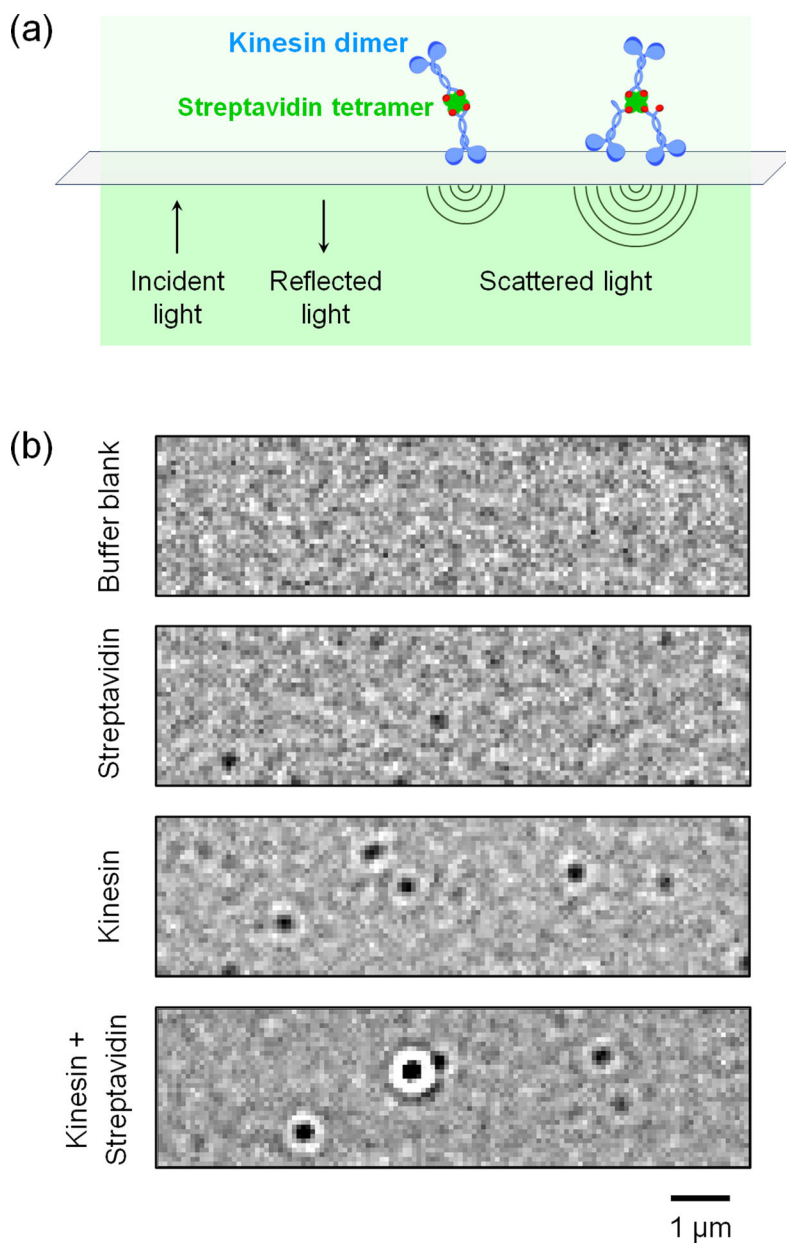 (a)
Kinesin dimer
Streptavidin tetramer
Incident
light
Reflected
light
Scattered light
(b)
Buffer blank
Streptavidin
Kinesin
Kinesin +
Streptavidin
1 μm